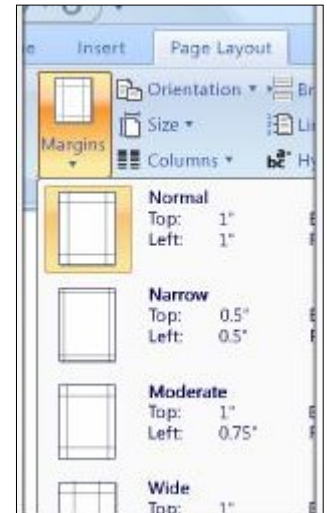 Insert Page Layout
Orientation
Size
Margins
Columns
Normal
Top: 1"
Left: 1"
Narrow
Top: 0.5"
Left: 0.5"
Moderate
Top: 1"
Left: 0.75"
Wide
Top: 1"